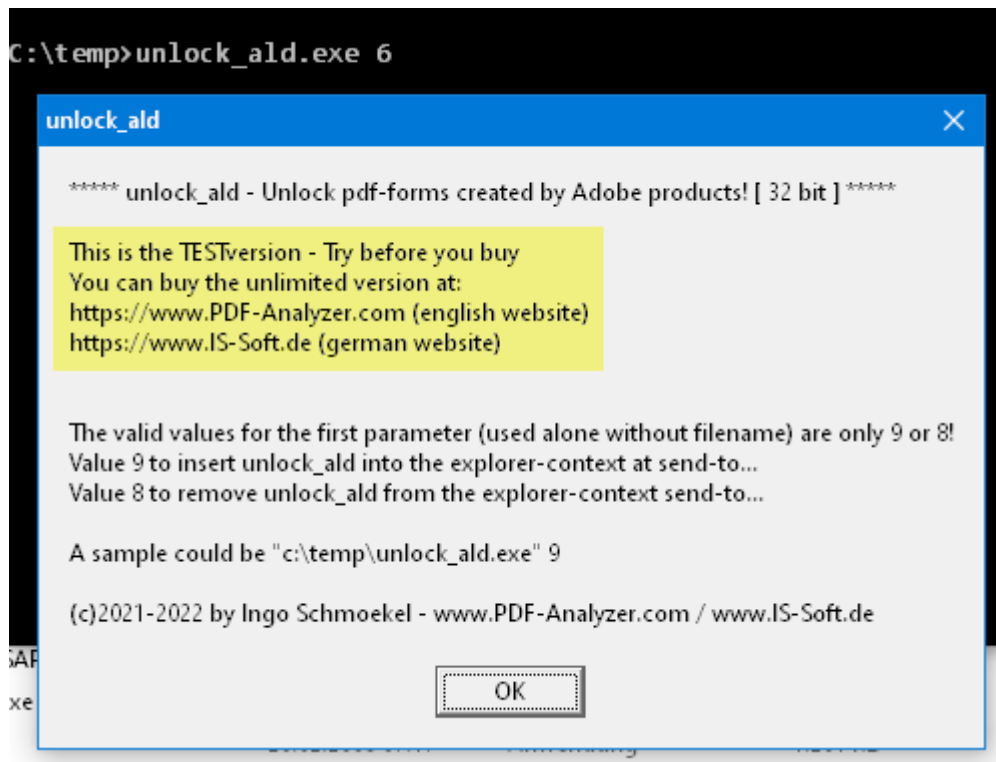 C:\temp>unlock_ald.exe 6
unlock_ald
***** unlock_ald - Unlock pdf-forms created by Adobe products! [ 32 bit ] *****
This is the TESTversion - Try before you buy
You can buy the unlimited version at:
https://www.PDF-Analyzer.com (english website)
https://www.IS-Soft.de (german website)
The valid values for the first parameter (used alone without filename) are only 9 or 8!
Value 9 to insert unlock_ald into the explorer-context at send-to...
Value 8 to remove unlock_ald from the explorer-context send-to...
A sample could be "c:\temp\unlock_ald.exe" 9
(c)2021-2022 by Ingo Schmoekel - www.PDF-Analyzer.com / www.IS-Soft.de
OK
xe